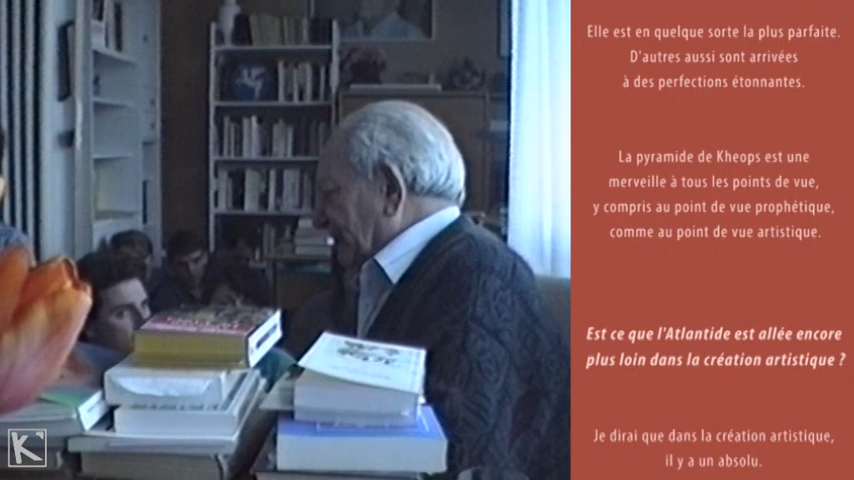 Elle est en quelque sorte la plus parfaite.
D'autres aussi sont arrivées
à des perfections étonnantes.
La pyramide de Kheops est une
merveille à tous les points de vue,
y compris au point de vue prophétique,
comme au point de vue artistique.
Est ce que l'Atlantide est allée encore
plus loin dans la création artistique ?
Je dirai que dans la création artistique,
il y a un absolu.
K